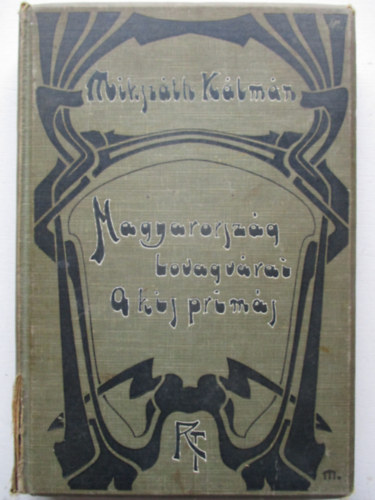 Mikszáth Kálmán
Magyarország
lovagvárai
A kis prímás
RT
m.